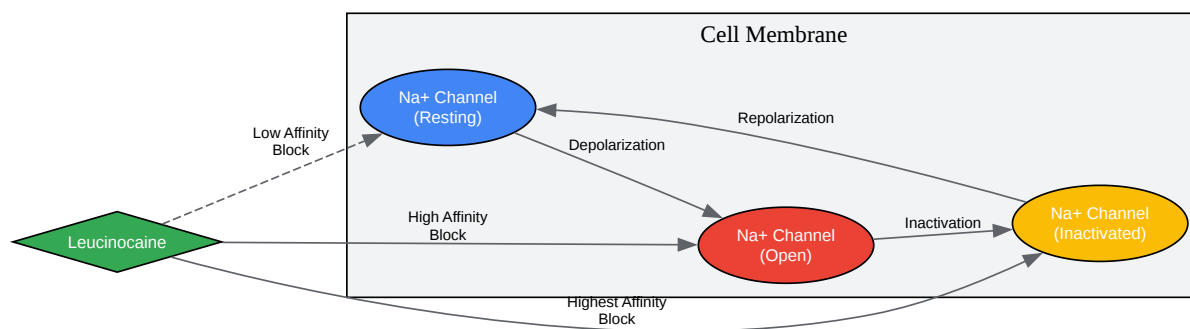 Cell Membrane
Na+ Channel
(Resting)
Repolarization
Low Affinity
Block
Depolarization
High Affinity
Block
Leucinocaine
Na+ Channel
(Open)
Inactivation
Na+ Channel
(Inactivated)
Highest Affinity
Block